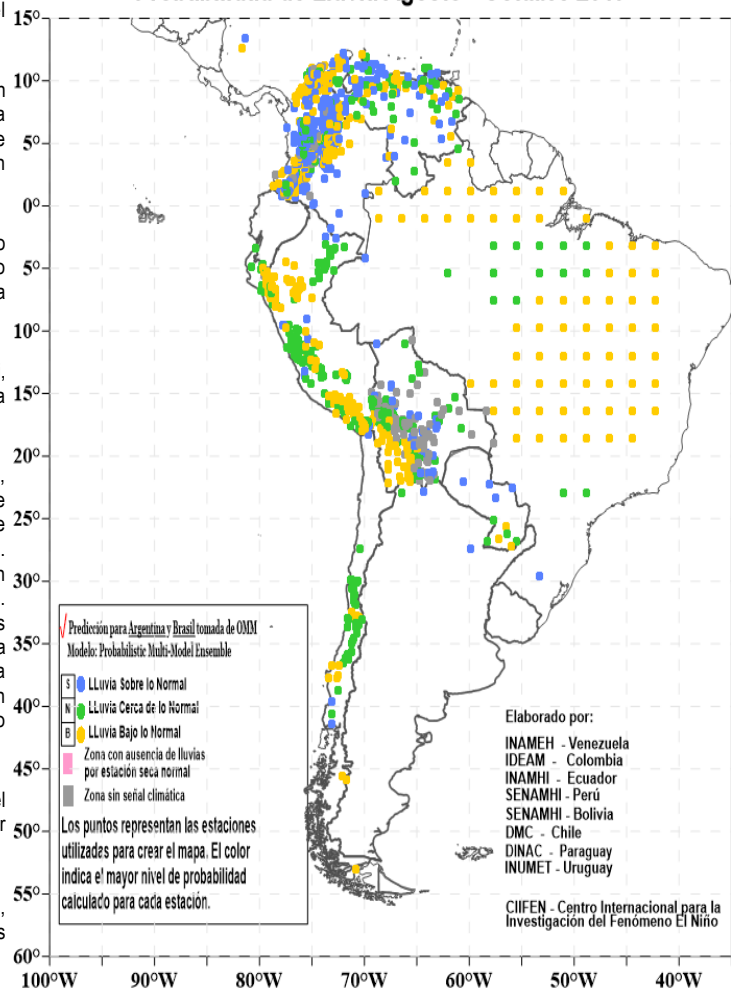 15°
10°
5°
0°
5°
10°
15°
20°
25°
30°
35°
40°
45°
50°
55°
60°
100°W 90°W 80°W 70°W 60°W 50°W 40°W
Predicción para Argentina y Brasil tomada de OMM
Modelo: Probabilistic Multi-Model Ensemble
S LLuvia Sobre lo Normal
N LLuvia Cerca de lo Normal
B LLuvia Bajo lo Normal
Zona con ausencia de lluvias
por estación seca normal
Zona sin señal climática
Los puntos representan las estaciones
utilizadas para crear el mapa. El color
indica el mayor nivel de probabilidad
calculado para cada estación.
Elaborado por:
INAMEH - Venezuela
IDEAM - Colombia
INAMHI - Ecuador
SENAMHI - Perú
SENAMHI - Bolivia
DMC - Chile
DINAC - Paraguay
INUMET - Uruguay
CIIFEN - Centro Internacional para la
Investigación del Fenómeno El Niño